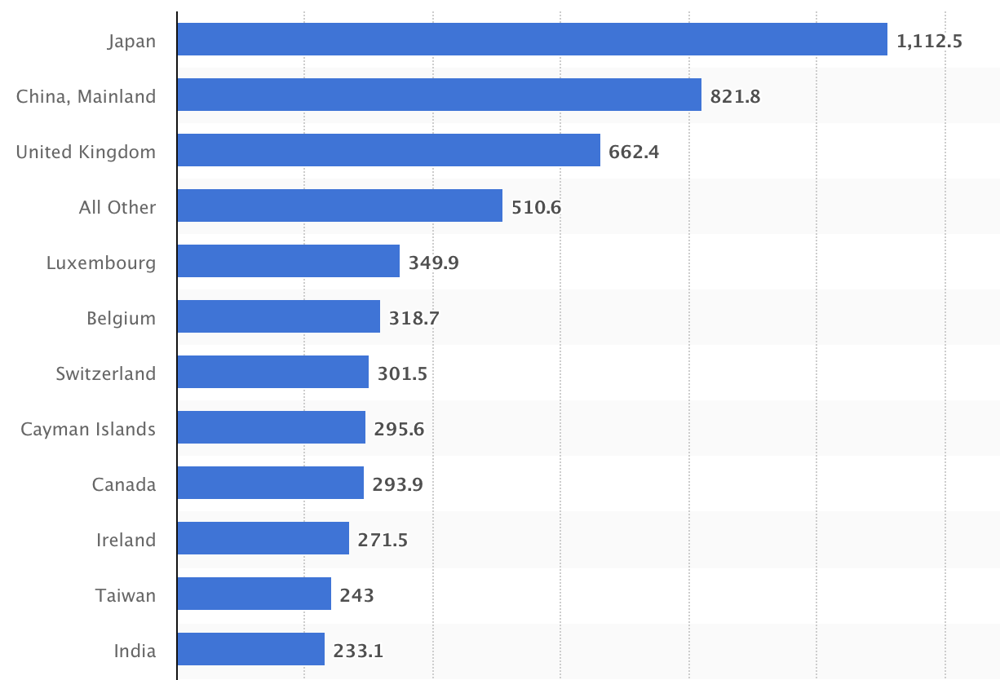 Japan 1,112.5
China, Mainland 821.8
United Kingdom 662.4
All Other 510.6
Luxembourg 349.9
Belgium 318.7
Switzerland 301.5
Cayman Islands 295.6
Canada 293.9
Ireland 271.5
Taiwan 243
India 233.1